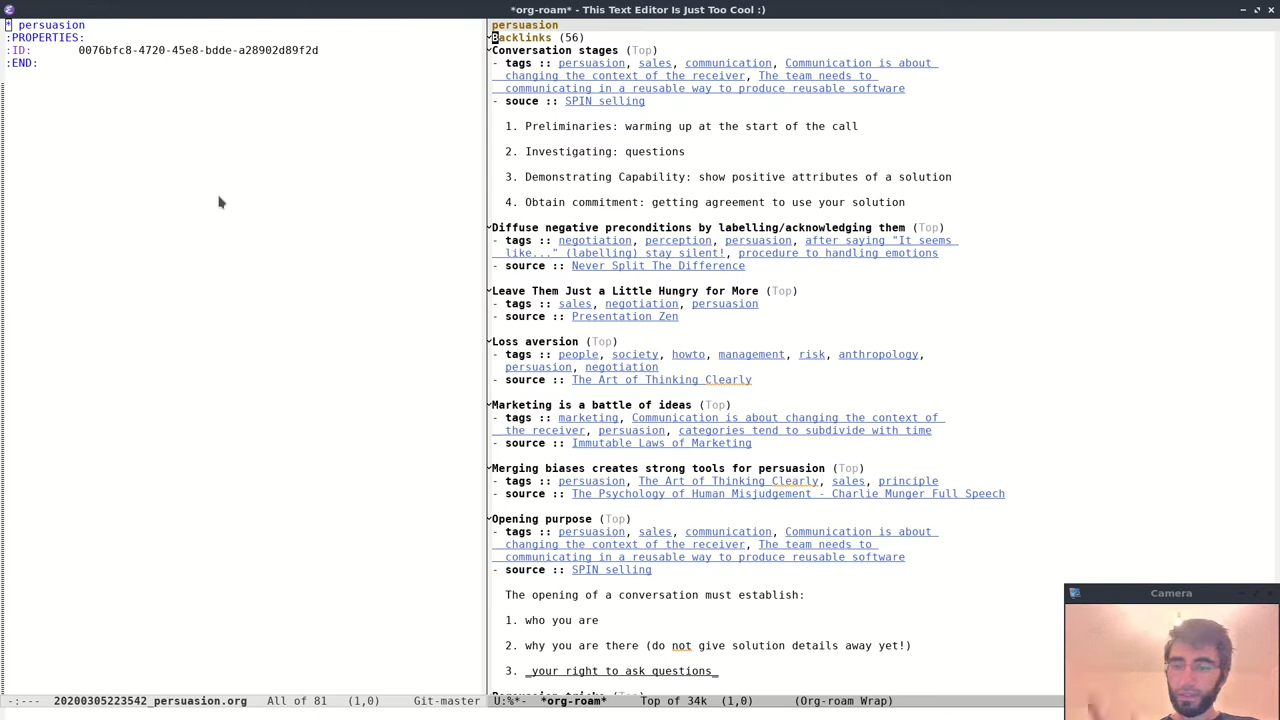 *org-roam* - This Text Editor Is Just Too Cool :)
* persuasion
:PROPERTIES:
:ID:       0076bfc8-4720-45e8-bdde-a28902d89f2d
:END:
-:---  20200305223542_persuasion.org   All of 81   (1,0)   Git-master
persuasion
Backlinks (56)
Conversation stages (Top)
- tags :: persuasion, sales, communication, Communication is about
changing the context of the receiver, The team needs to
communicating in a reusable way to produce reusable software
- souce :: SPIN selling
1. Preliminaries: warming up at the start of the call
2. Investigating: questions
3. Demonstrating Capability: show positive attributes of a solution
4. Obtain commitment: getting agreement to use your solution
Diffuse negative preconditions by labelling/acknowledging them (Top)
- tags :: negotiation, perception, persuasion, after saying "It seems
like..." (labelling) stay silent!, procedure to handling emotions
- source :: Never Split The Difference
Leave Them Just a Little Hungry for More (Top)
- tags :: sales, negotiation, persuasion
- source :: Presentation Zen
Loss aversion (Top)
- tags :: people, society, howto, management, risk, anthropology,
persuasion, negotiation
- source :: The Art of Thinking Clearly
Marketing is a battle of ideas (Top)
- tags :: marketing, Communication is about changing the context of
the receiver, persuasion, categories tend to subdivide with time
- source :: Immutable Laws of Marketing
Merging biases creates strong tools for persuasion (Top)
- tags :: persuasion, The Art of Thinking Clearly, sales, principle
- source :: The Psychology of Human Misjudgement - Charlie Munger Full Speech
Opening purpose (Top)
- tags :: persuasion, sales, communication, Communication is about
changing the context of the receiver, The team needs to
communicating in a reusable way to produce reusable software
- source :: SPIN selling
The opening of a conversation must establish:
1. who you are
2. why you are there (do not give solution details away yet!)
3. _your right to ask questions_
Persuasion tricks (Top)
U:%*-  *org-roam*   Top of 34k   (1,0)   (Org-roam Wrap)
Camera